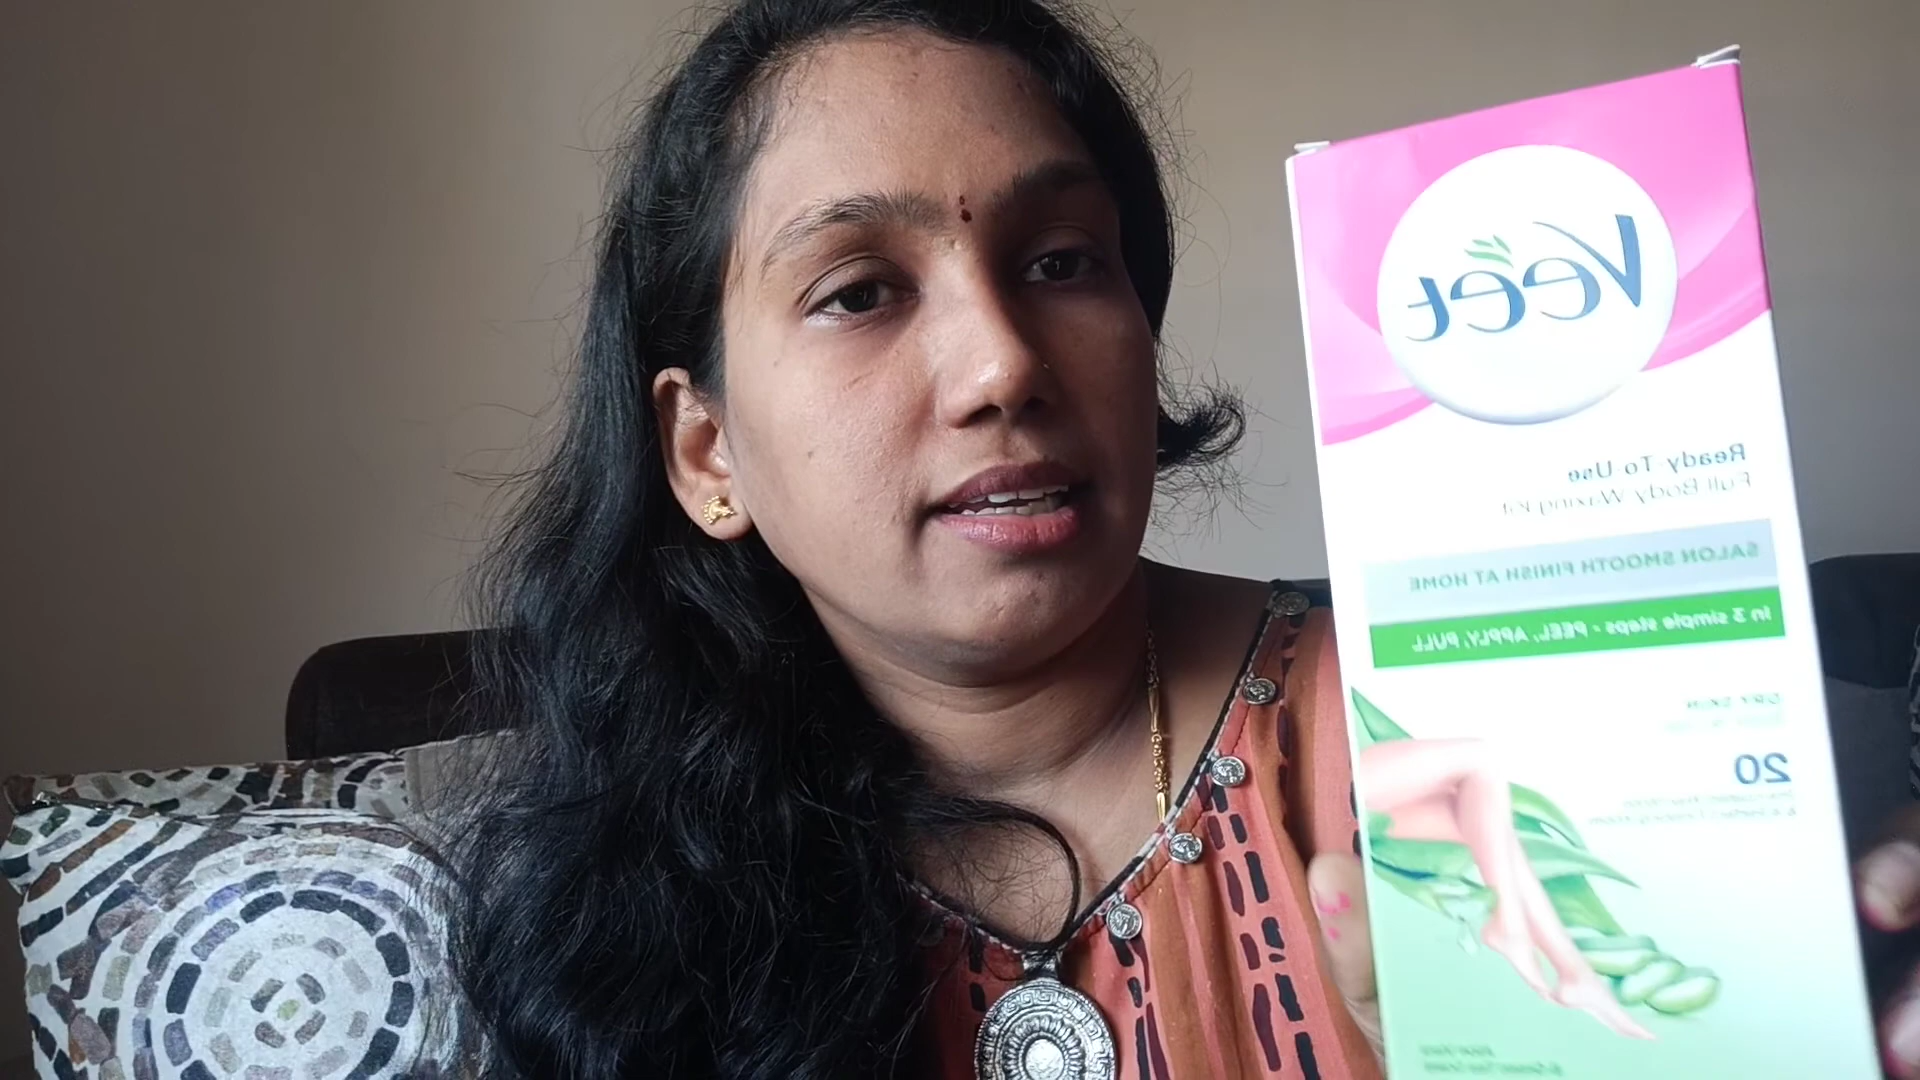 Veet
Ready-To-Use
Full Body Waxing Kit
SALON SMOOTH FINISH AT HOME
In 3 simple steps - PEEL, APPLY, PULL
DRY SKIN
20